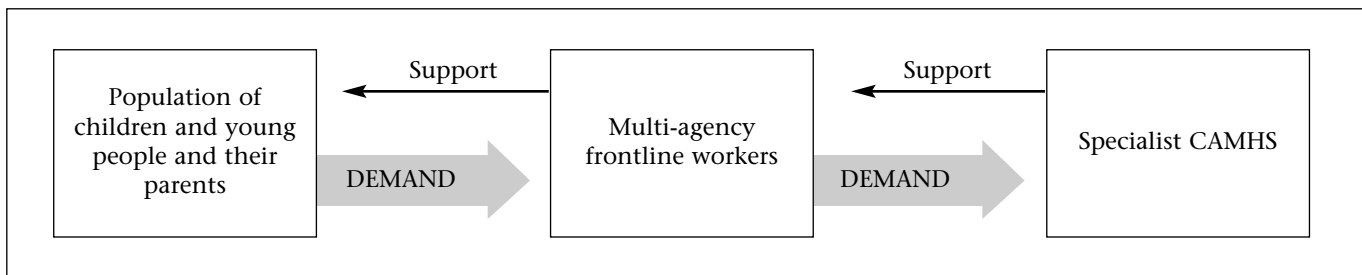 Population of
children and young
people and their
parents
Support
DEMAND
Multi-agency
frontline workers
Support
DEMAND
Specialist CAMHS